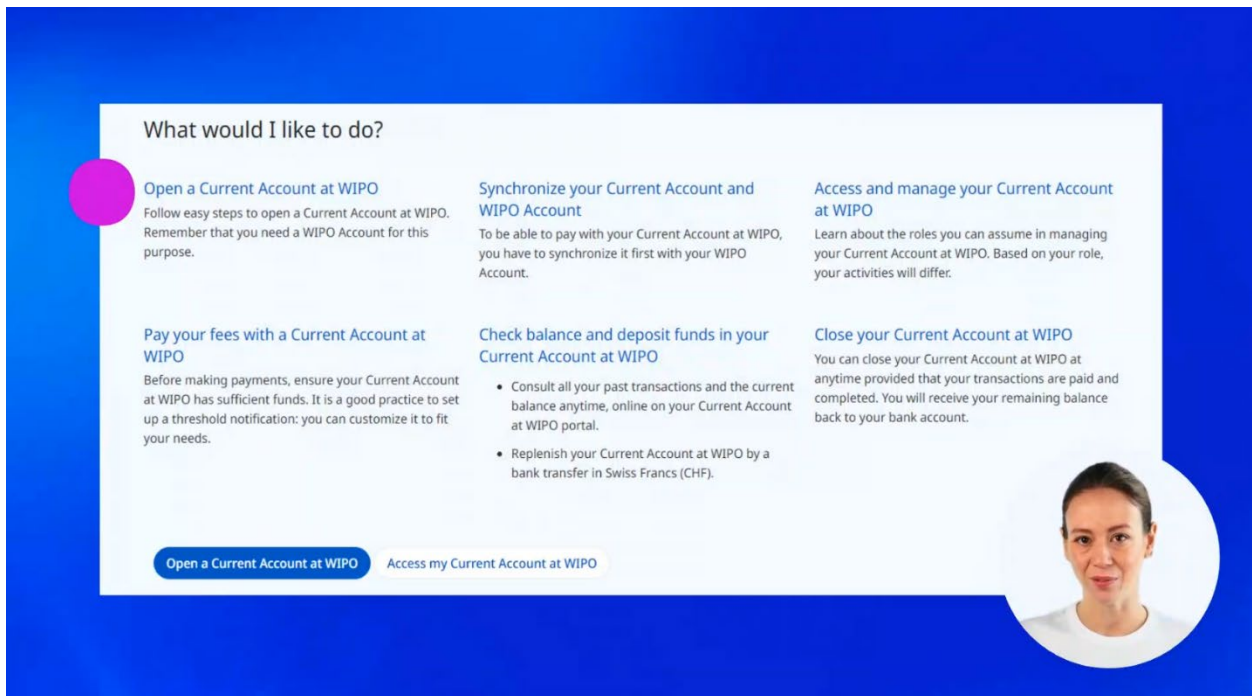 What would I like to do?
Open a Current Account at WIPO
Follow easy steps to open a Current Account at WIPO.
Remember that you need a WIPO Account for this
purpose.
Synchronize your Current Account and
WIPO Account
To be able to pay with your Current Account at WIPO,
you have to synchronize it first with your WIPO
Account.
Access and manage your Current Account
at WIPO
Learn about the roles you can assume in managing
your Current Account at WIPO. Based on your role,
your activities will differ.
Pay your fees with a Current Account at
WIPO
Before making payments, ensure your Current Account
at WIPO has sufficient funds. It is a good practice to set
up a threshold notification: you can customize it to fit
your needs.
Check balance and deposit funds in your
Current Account at WIPO
• Consult all your past transactions and the current
balance anytime, online on your Current Account
at WIPO portal.
• Replenish your Current Account at WIPO by a
bank transfer in Swiss Francs (CHF).
Close your Current Account at WIPO
You can close your Current Account at WIPO at
anytime provided that your transactions are paid and
completed. You will receive your remaining balance
back to your bank account.
Open a Current Account at WIPO
Access my Current Account at WIPO